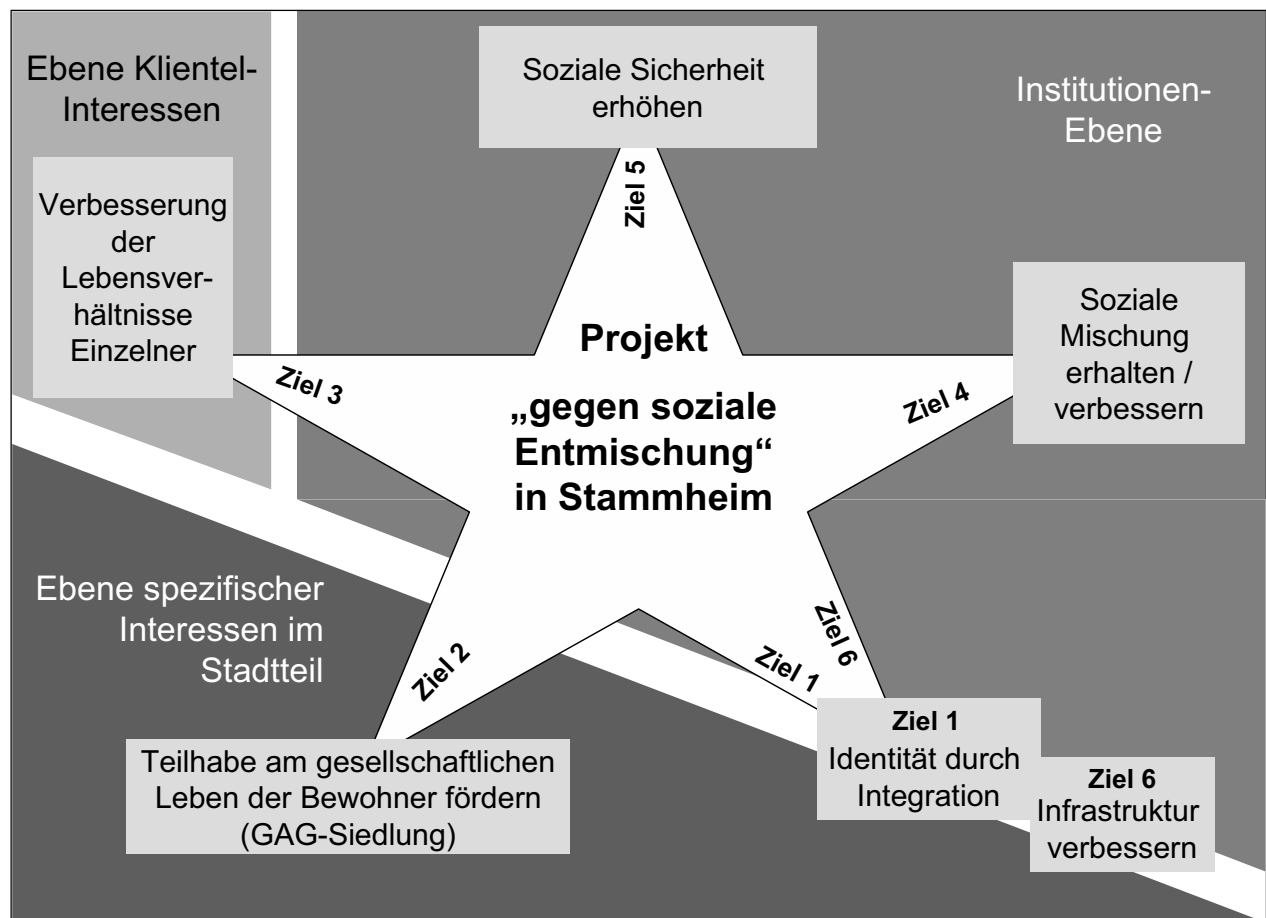 Ebene Klientel-
Interessen
Soziale Sicherheit
erhöhen
Institutionen-
Ebene
Verbesserung
der
Lebensver-
hältnisse
Einzelner
Ziel 5
Soziale
Mischung
erhalten /
verbessern
Ziel 3
Ziel 4
Projekt
„gegen soziale
Entmischung“
in Stammheim
Ebene spezifischer
Interessen im
Stadtteil
Ziel 2
Ziel 1
Ziel 6
Teilhabe am gesellschaftlichen
Leben der Bewohner fördern
(GAG-Siedlung)
Ziel 1
Identität durch
Integration
Ziel 6
Infrastruktur
verbessern